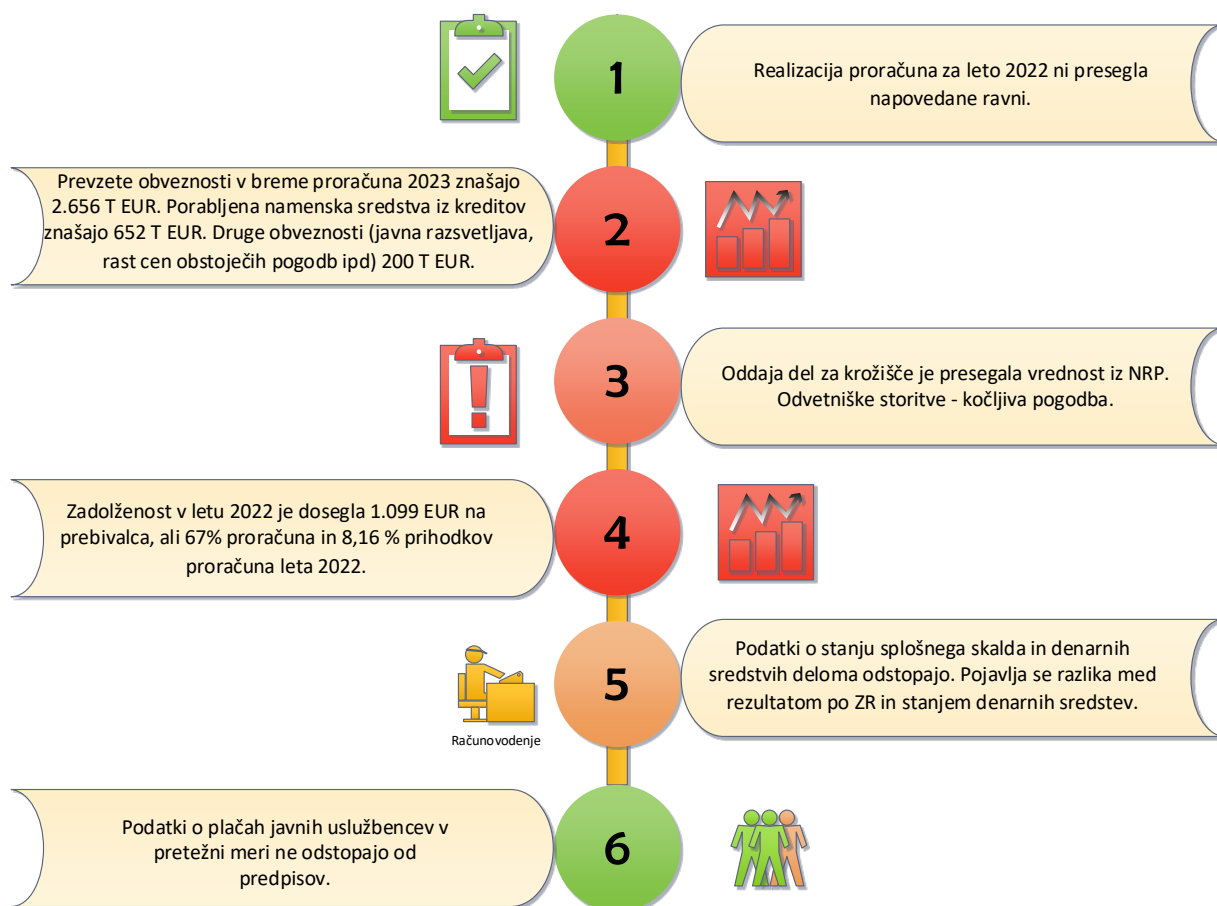 1
Realizacija proračuna za leto 2022 ni presegla
napovedane ravni.
Prevzete obveznosti v breme proračuna 2023 znašajo
2.656 T EUR. Porabljena namenska sredstva iz kreditov
znašajo 652 T EUR. Druge obveznosti (javna razsvetljava,
rast cen obstoječih pogodb ipd) 200 T EUR.
2
3
Oddaja del za krožišče je presegala vrednost iz NRP.
Odvetniške storitve - kočljiva pogodba.
Zadolženost v letu 2022 je dosegla 1.099 EUR na
prebivalca, ali 67% proračuna in 8,16 % prihodkov
proračuna leta 2022.
4
Računovodenje
5
Podatki o stanju splošnega skalda in denarnih
sredstvih deloma odstopajo. Pojavlja se razlika med
rezultatom po ZR in stanjem denarnih sredstev.
Podatki o plačah javnih uslužbencev v
pretežni meri ne odstopajo od
predpisov.
6